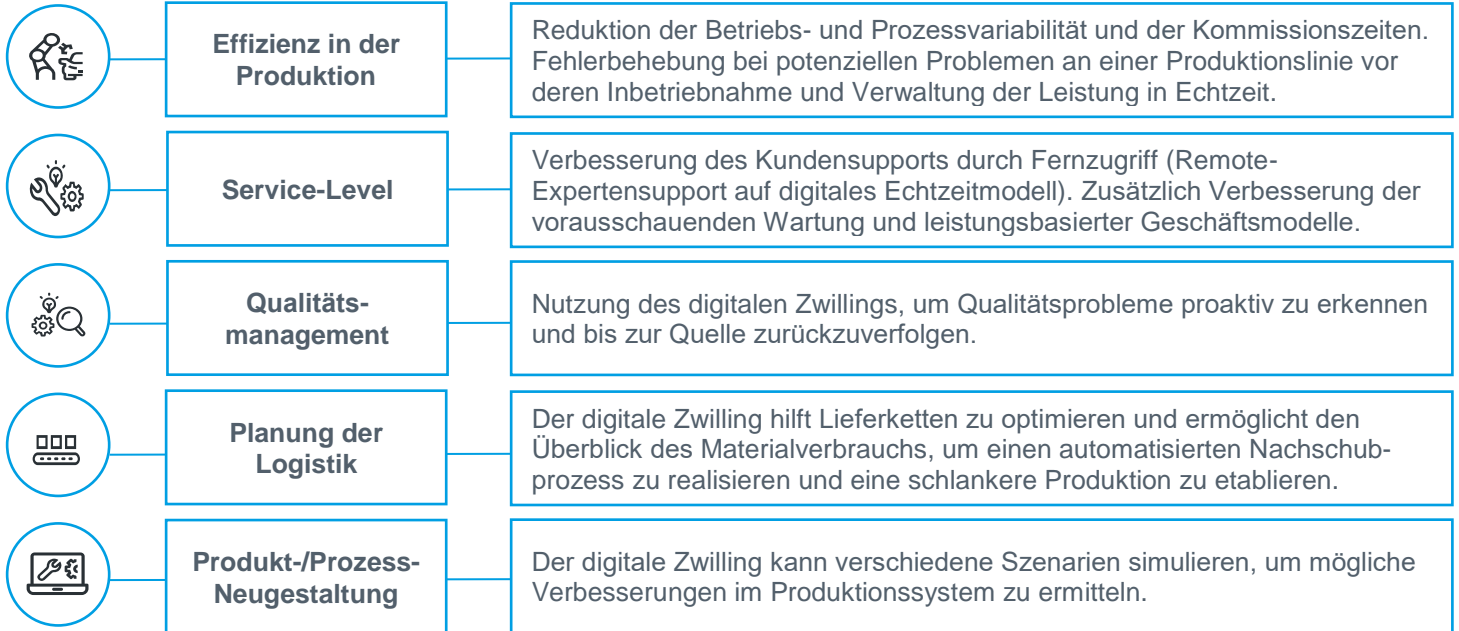 Effizienz in der
Produktion
Reduktion der Betriebs- und Prozessvariabilität und der Kommissionszeiten.
Fehlerbehebung bei potenziellen Problemen an einer Produktionslinie vor
deren Inbetriebnahme und Verwaltung der Leistung in Echtzeit.
Service-Level
Verbesserung des Kundensupports durch Fernzugriff (Remote-
Expertensupport auf digitales Echtzeitmodell). Zusätzlich Verbesserung der
vorausschauenden Wartung und leistungsbasierter Geschäftsmodelle.
Qualitäts-
management
Nutzung des digitalen Zwillings, um Qualitätsprobleme proaktiv zu erkennen
und bis zur Quelle zurückzuverfolgen.
Planung der
Logistik
Der digitale Zwilling hilft Lieferketten zu optimieren und ermöglicht den
Überblick des Materialverbrauchs, um einen automatisierten Nachschub-
prozess zu realisieren und eine schlankere Produktion zu etablieren.
Produkt-/Prozess-
Neugestaltung
Der digitale Zwilling kann verschiedene Szenarien simulieren, um mögliche
Verbesserungen im Produktionssystem zu ermitteln.